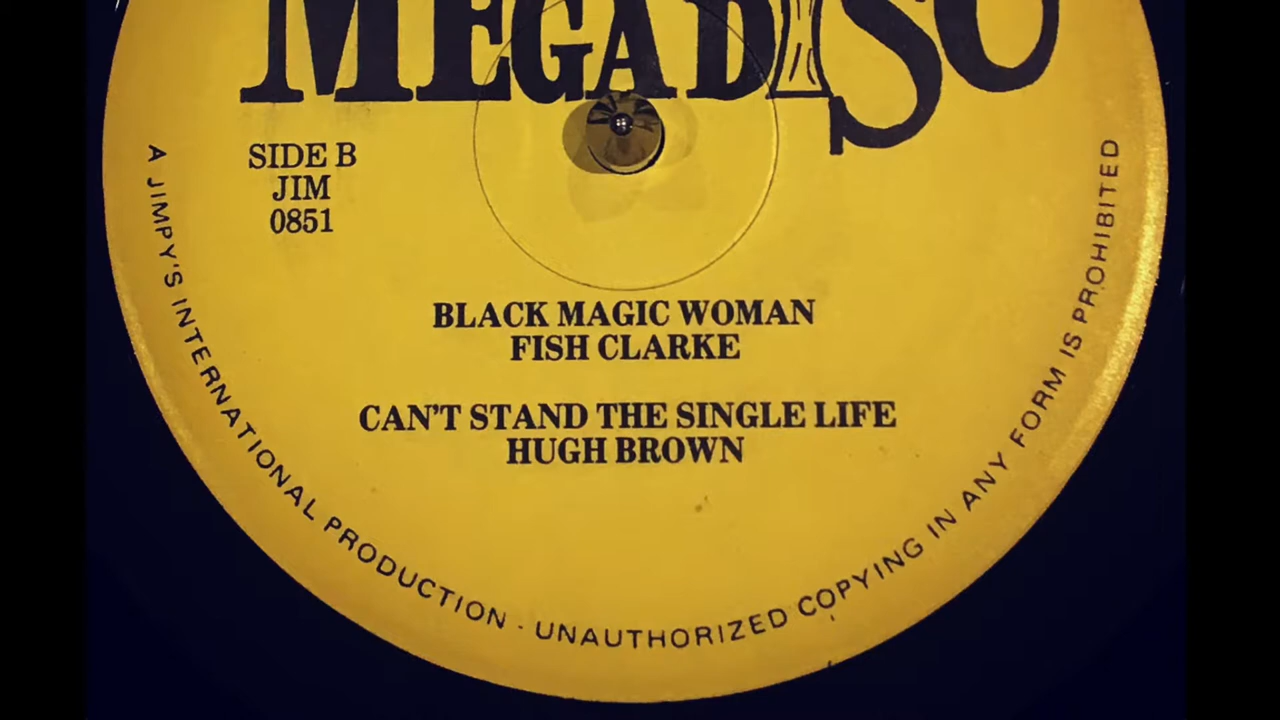 MEGADISC
SIDE B
JIM
0851
BLACK MAGIC WOMAN
FISH CLARKE
CAN'T STAND THE SINGLE LIFE
HUGH BROWN
A JIMPY'S INTERNATIONAL PRODUCTION · UNAUTHORIZED COPYING IN ANY FORM IS PROHIBITED